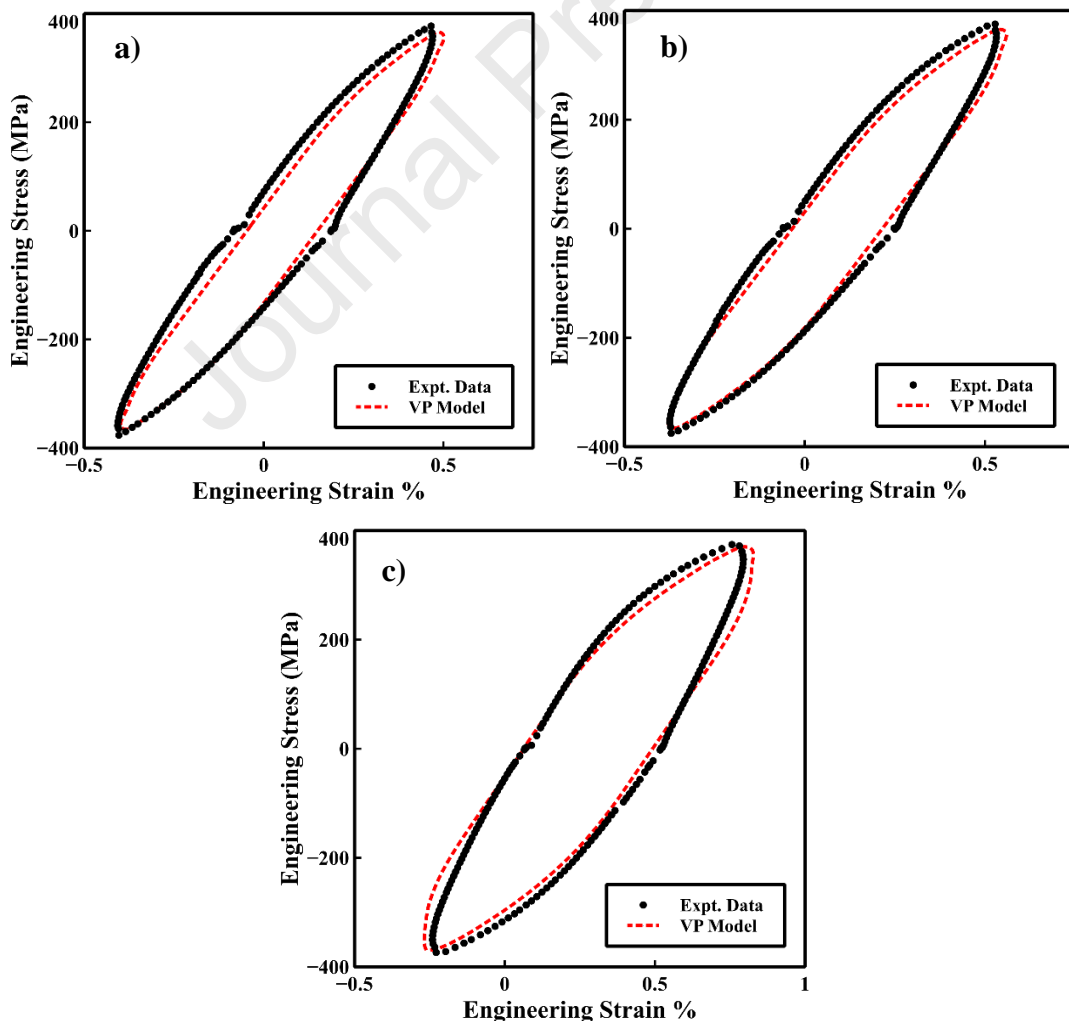 Journal Pre
a)
400
200
0
−200
−400
−0.5
0
0.5
Engineering Stress (MPa)
Engineering Strain %
Expt. Data
VP Model
b)
400
200
0
−200
−400
−0.5
0
0.5
Engineering Stress (MPa)
Engineering Strain %
Expt. Data
VP Model
c)
400
200
0
−200
−400
−0.5
0
0.5
1
Engineering Stress (MPa)
Engineering Strain %
Expt. Data
VP Model